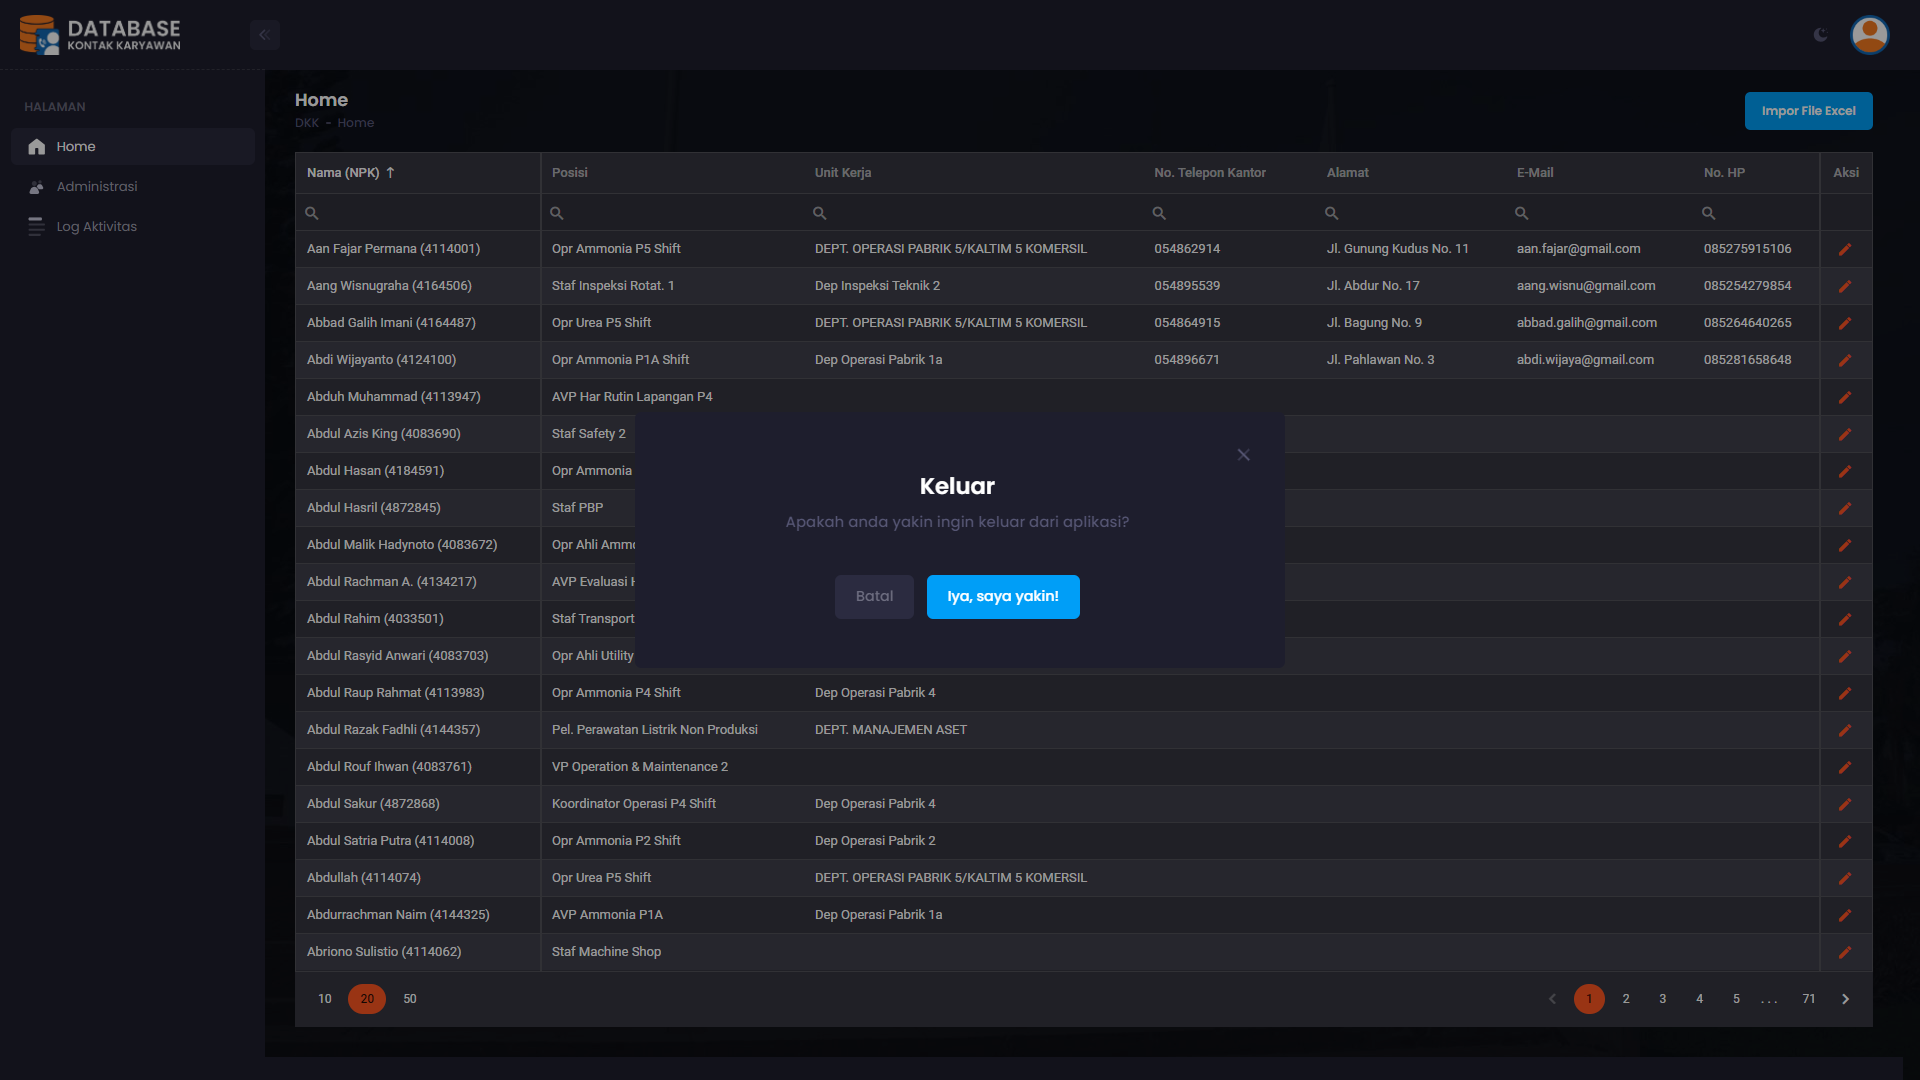 DATABASE
KONTAK KARYAWAN
HALAMAN
Home
Administrasi
Log Aktivitas
Home
DKK - Home
Impor File Excel
Nama (NPK) ↑ Posisi Unit Kerja No. Telepon Kantor Alamat E-Mail No. HP Aksi
Aan Fajar Permana (4114001) Opr Ammonia P5 Shift DEPT. OPERASI PABRIK 5/KALTIM 5 KOMERSIL 054862914 Jl. Gunung Kudus No. 11 aan.fajar@gmail.com 085275915106
Aang Wisnugraha (4164506) Staf Inspeksi Rotat. 1 Dep Inspeksi Teknik 2 054895539 Jl. Abdur No. 17 aang.wisnu@gmail.com 085254279854
Abbad Galih Imani (4164487) Opr Urea P5 Shift DEPT. OPERASI PABRIK 5/KALTIM 5 KOMERSIL 054864915 Jl. Bagung No. 9 abbad.galih@gmail.com 085264640265
Abdi Wijayanto (4124100) Opr Ammonia P1A Shift Dep Operasi Pabrik 1a 054896671 Jl. Pahlawan No. 3 abdi.wijaya@gmail.com 085281658648
Abduh Muhammad (4113947) AVP Har Rutin Lapangan P4
Abdul Azis King (4083690) Staf Safety 2
Abdul Hasan (4184591) Opr Ammonia
Abdul Hasril (4872845) Staf PBP
Abdul Malik Hadynoto (4083672) Opr Ahli Ammo
Abdul Rachman A. (4134217) AVP Evaluasi
Abdul Rahim (4033501) Staf Transport
Abdul Rasyid Anwari (4083703) Opr Ahli Utility
Abdul Raup Rahmat (4113983) Opr Ammonia P4 Shift Dep Operasi Pabrik 4
Abdul Razak Fadhli (4144357) Pel. Perawatan Listrik Non Produksi DEPT. MANAJEMEN ASET
Abdul Rouf Ihwan (4083761) VP Operation & Maintenance 2
Abdul Sakur (4872868) Koordinator Operasi P4 Shift Dep Operasi Pabrik 4
Abdul Satria Putra (4114008) Opr Ammonia P2 Shift Dep Operasi Pabrik 2
Abdullah (4114074) Opr Urea P5 Shift DEPT. OPERASI PABRIK 5/KALTIM 5 KOMERSIL
Abdurrachman Naim (4144325) AVP Ammonia P1A Dep Operasi Pabrik 1a
Abriono Sulistio (4114062) Staf Machine Shop
Keluar
Apakah anda yakin ingin keluar dari aplikasi?
Batal Iya, saya yakin!
10 20 50 1 2 3 4 5 ... 71